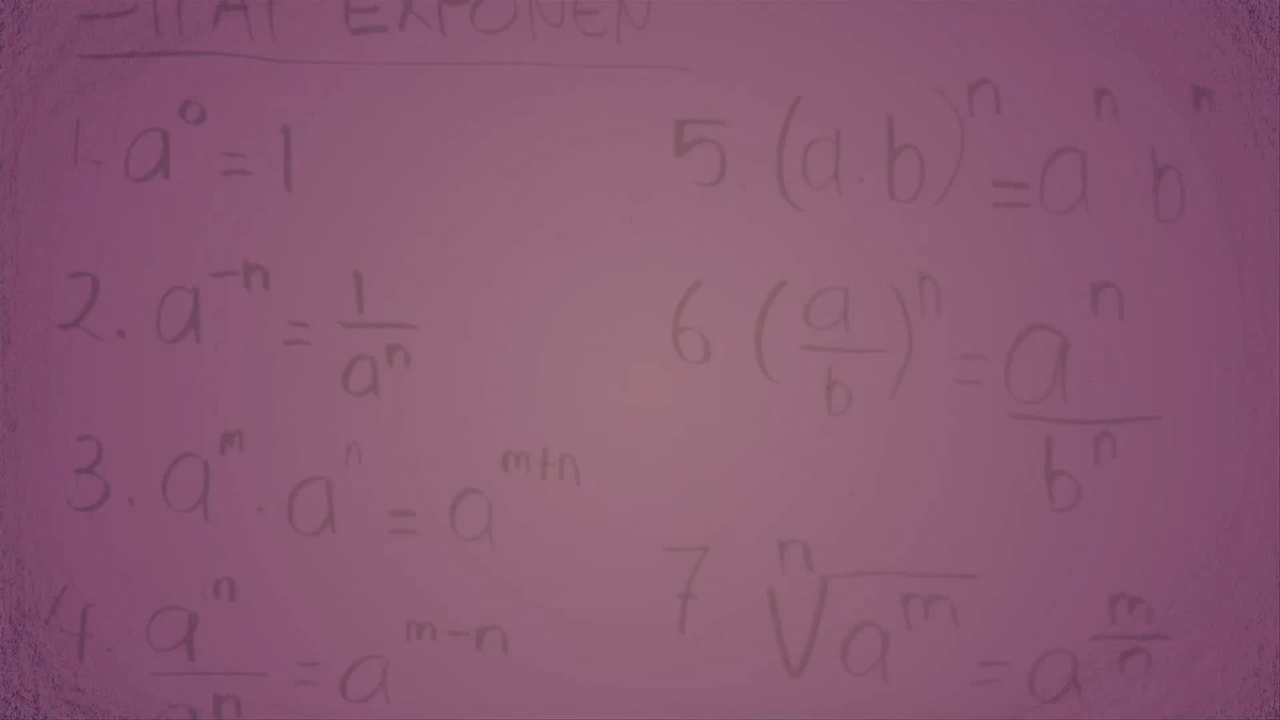 SIFAT EXPONEN
1. a⁰ = 1
2. a⁻ⁿ = 1/aⁿ
3. aᵐ · aⁿ = aᵐ⁺ⁿ
4. aⁿ/aⁿ = aᵐ⁻ⁿ
5. (a.b)ⁿ = aⁿ bⁿ
6 (a/b)ⁿ = aⁿ/bⁿ
7 ⁿ√aᵐ = a^(m/n)